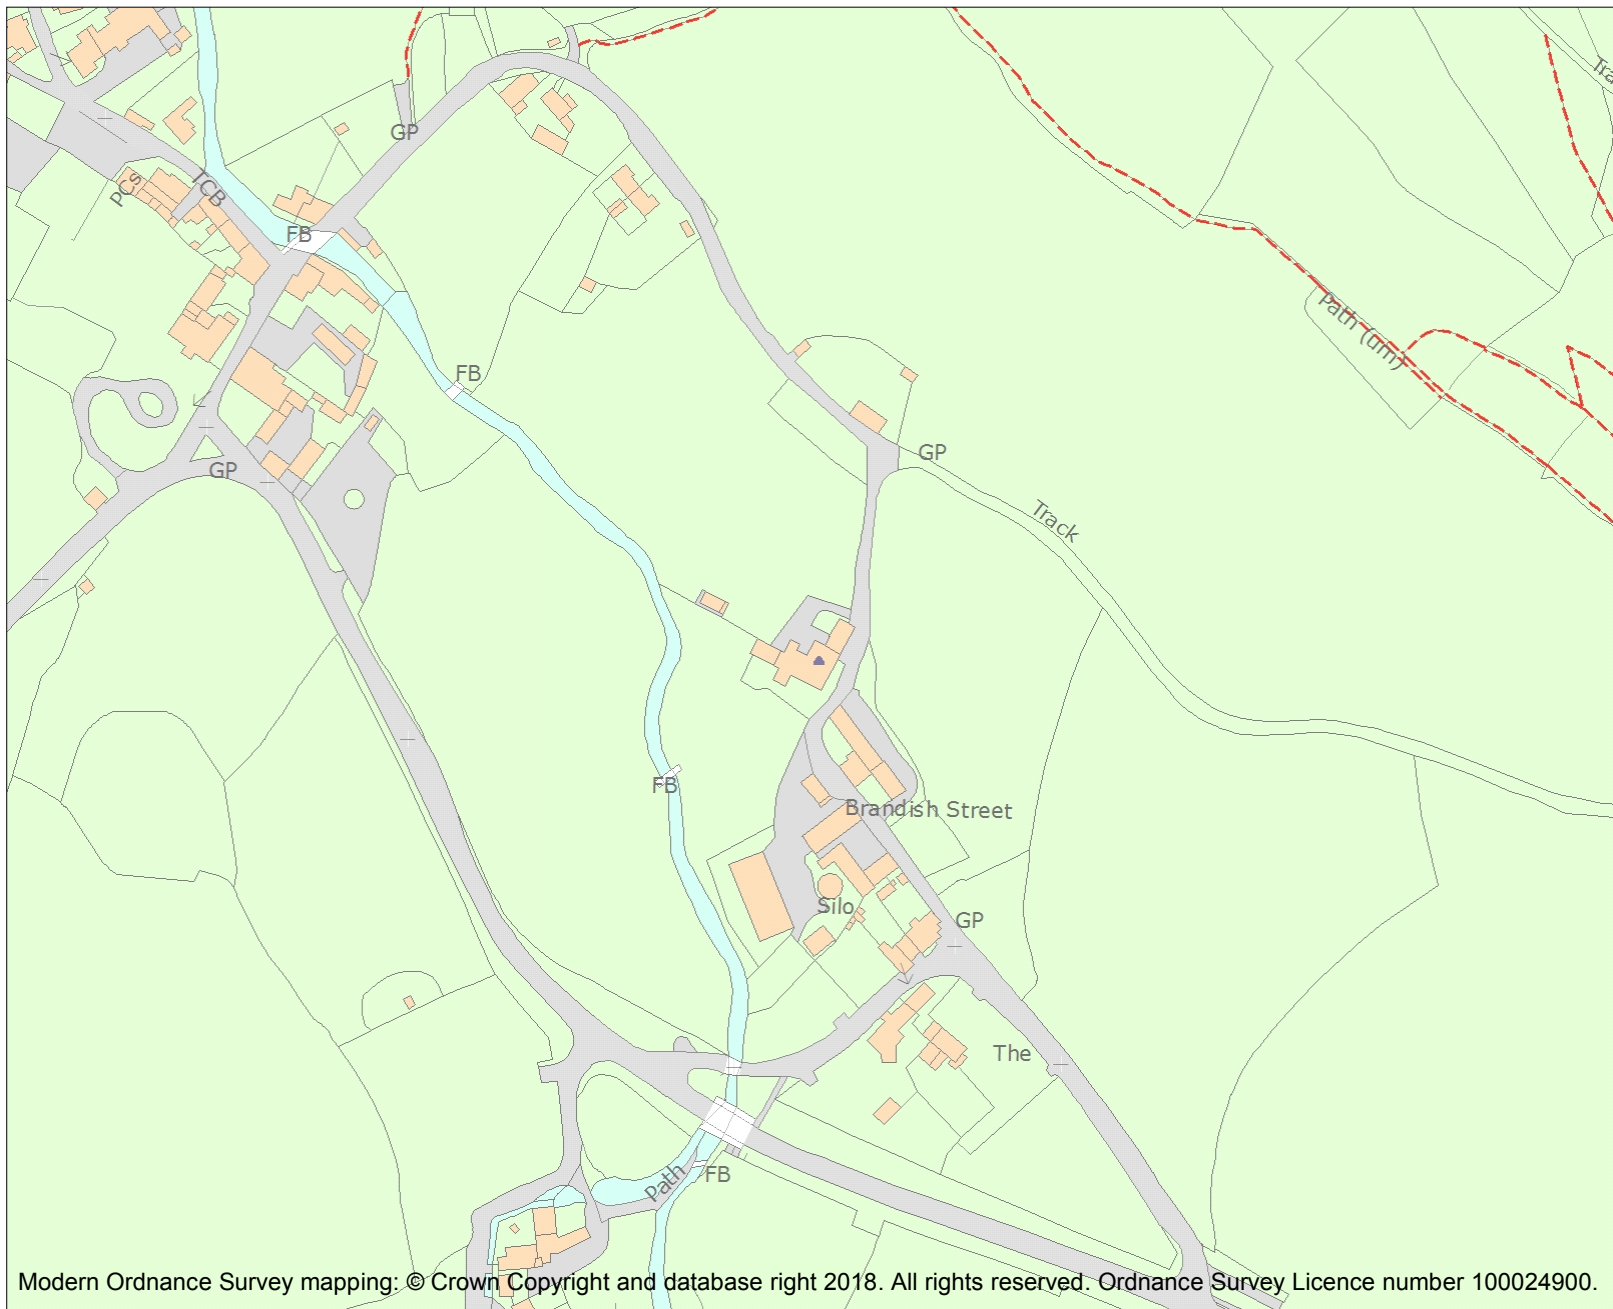 Tra
GP
PCs
TCB
FB
Path (um)
FB
GP
GP
Track
FB
Brandish Street
Silo
GP
The
Path
FB
Modern Ordnance Survey mapping: © Crown Copyright and database right 2018. All rights reserved. Ordnance Survey Licence number 100024900.